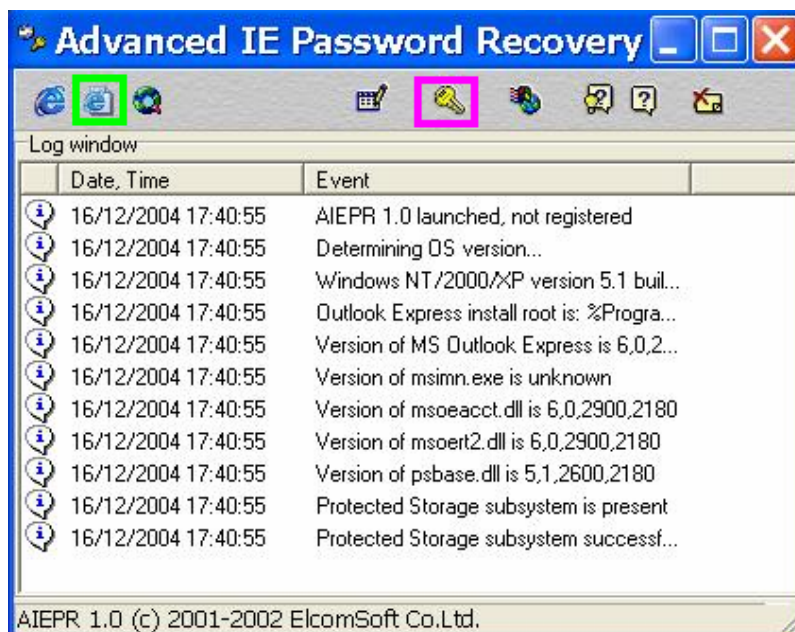 Advanced IE Password Recovery
Log window
Date, Time Event
16/12/2004 17:40:55 AIEPR 1.0 launched, not registered
16/12/2004 17:40:55 Determining OS version...
16/12/2004 17:40:55 Windows NT/2000/XP version 5.1 buil...
16/12/2004 17:40:55 Outlook Express install root is: %Progra...
16/12/2004 17:40:55 Version of MS Outlook Express is 6,0,2...
16/12/2004 17:40:55 Version of msimn.exe is unknown
16/12/2004 17:40:55 Version of msoeacct.dll is 6,0,2900,2180
16/12/2004 17:40:55 Version of msoert2.dll is 6,0,2900,2180
16/12/2004 17:40:55 Version of psbase.dll is 5,1,2600,2180
16/12/2004 17:40:55 Protected Storage subsystem is present
16/12/2004 17:40:55 Protected Storage subsystem successf...
AIEPR 1.0 (c) 2001-2002 ElcomSoft Co.Ltd.